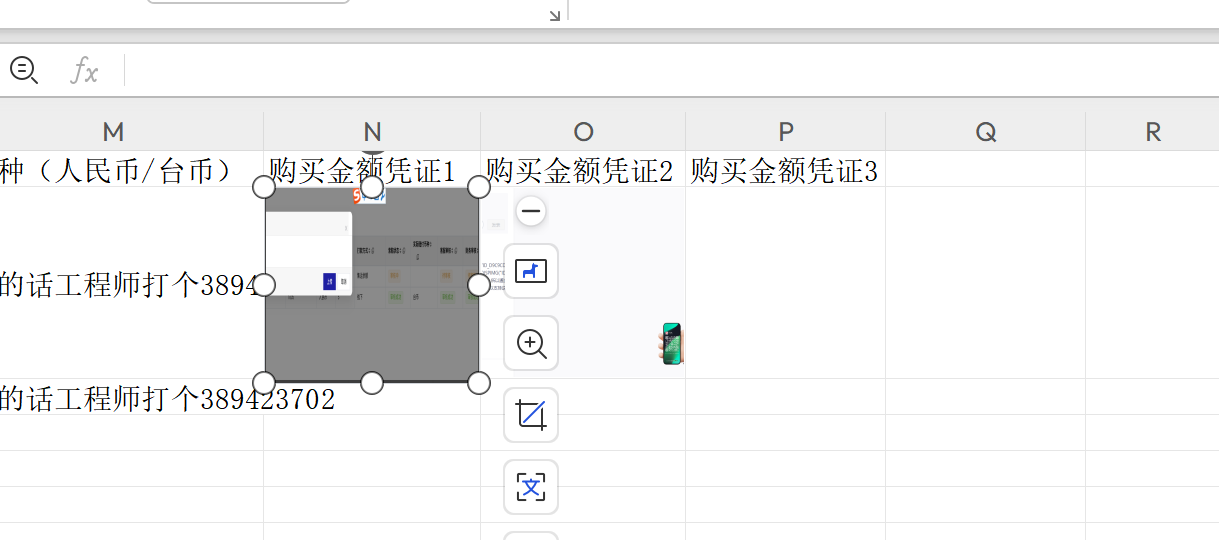 fx
M N O P Q R
种（人民币/台币） 购买金额凭证1 购买金额凭证2 购买金额凭证3
的话工程师打个3894
的话工程师打个389423702
文